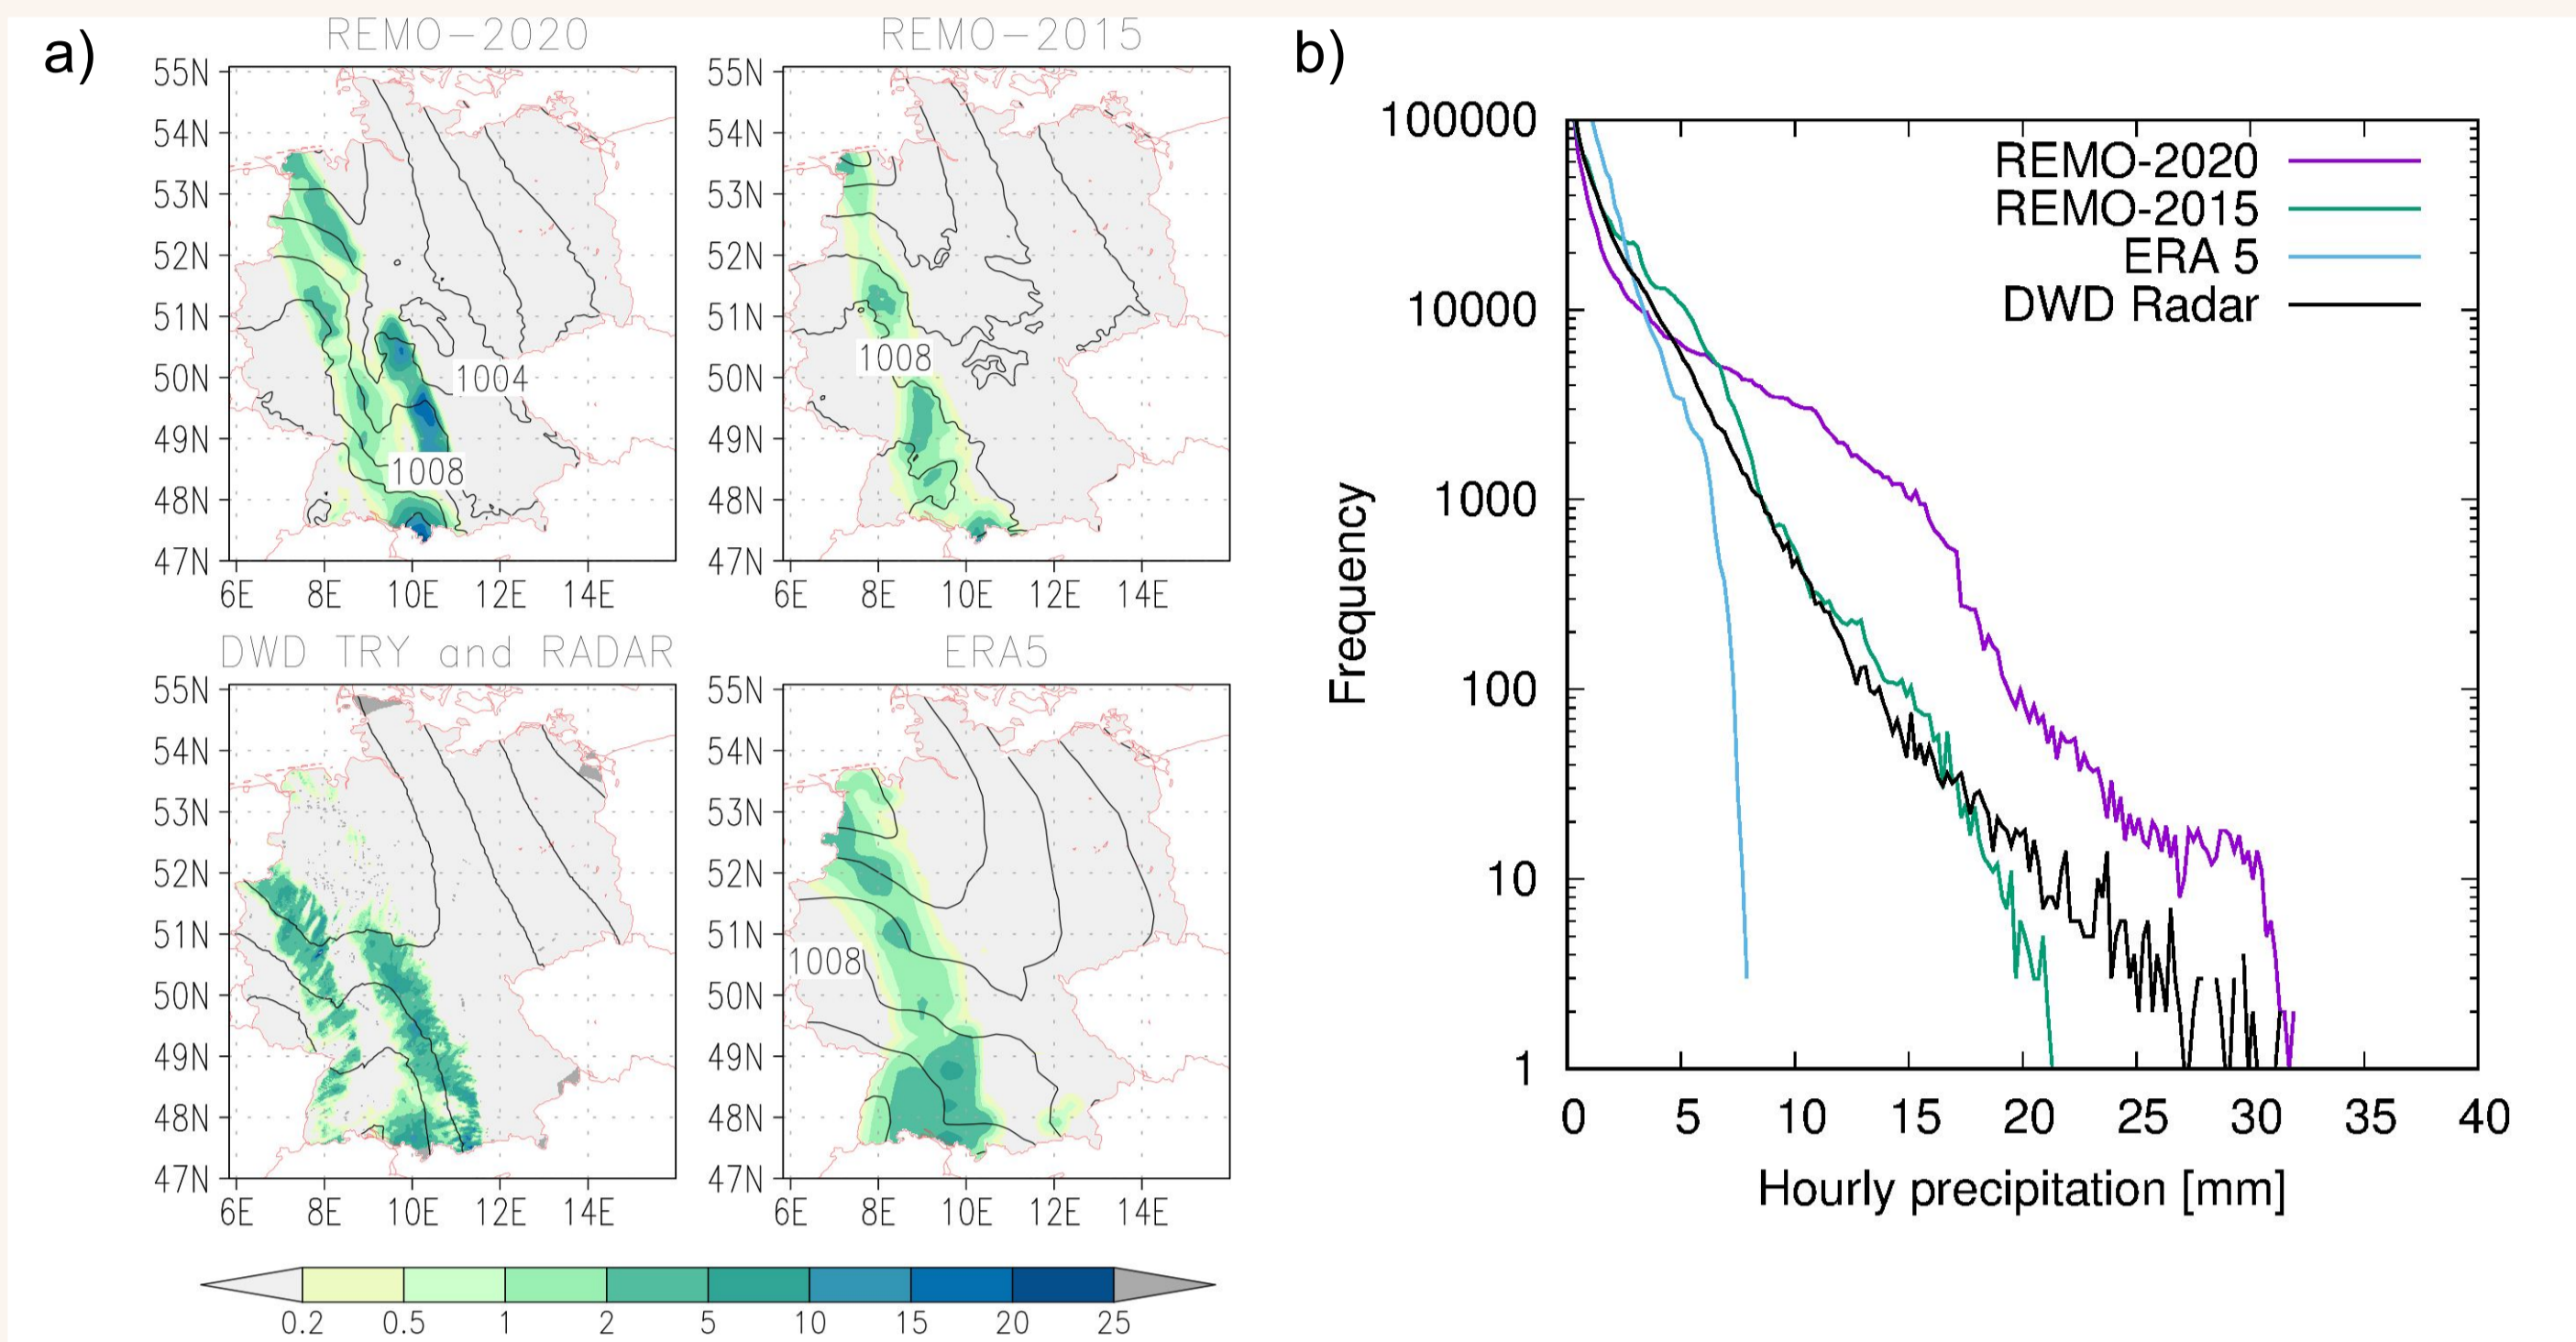 a)
REMO-2020
REMO-2015
55N
54N
53N
52N
51N
50N
49N
48N
47N
6E 8E 10E 12E 14E
1004
1008
55N
54N
53N
52N
51N
50N
49N
48N
47N
6E 8E 10E 12E 14E
1008
DWD TRY and RADAR
ERA5
55N
54N
53N
52N
51N
50N
49N
48N
47N
6E 8E 10E 12E 14E
55N
54N
53N
52N
51N
50N
49N
48N
47N
6E 8E 10E 12E 14E
1008
0.2 0.5 1 2 5 10 15 20 25
b)
100000
10000
1000
100
10
1
Frequency
REMO-2020
REMO-2015
ERA 5
DWD Radar
0 5 10 15 20 25 30 35 40
Hourly precipitation [mm]